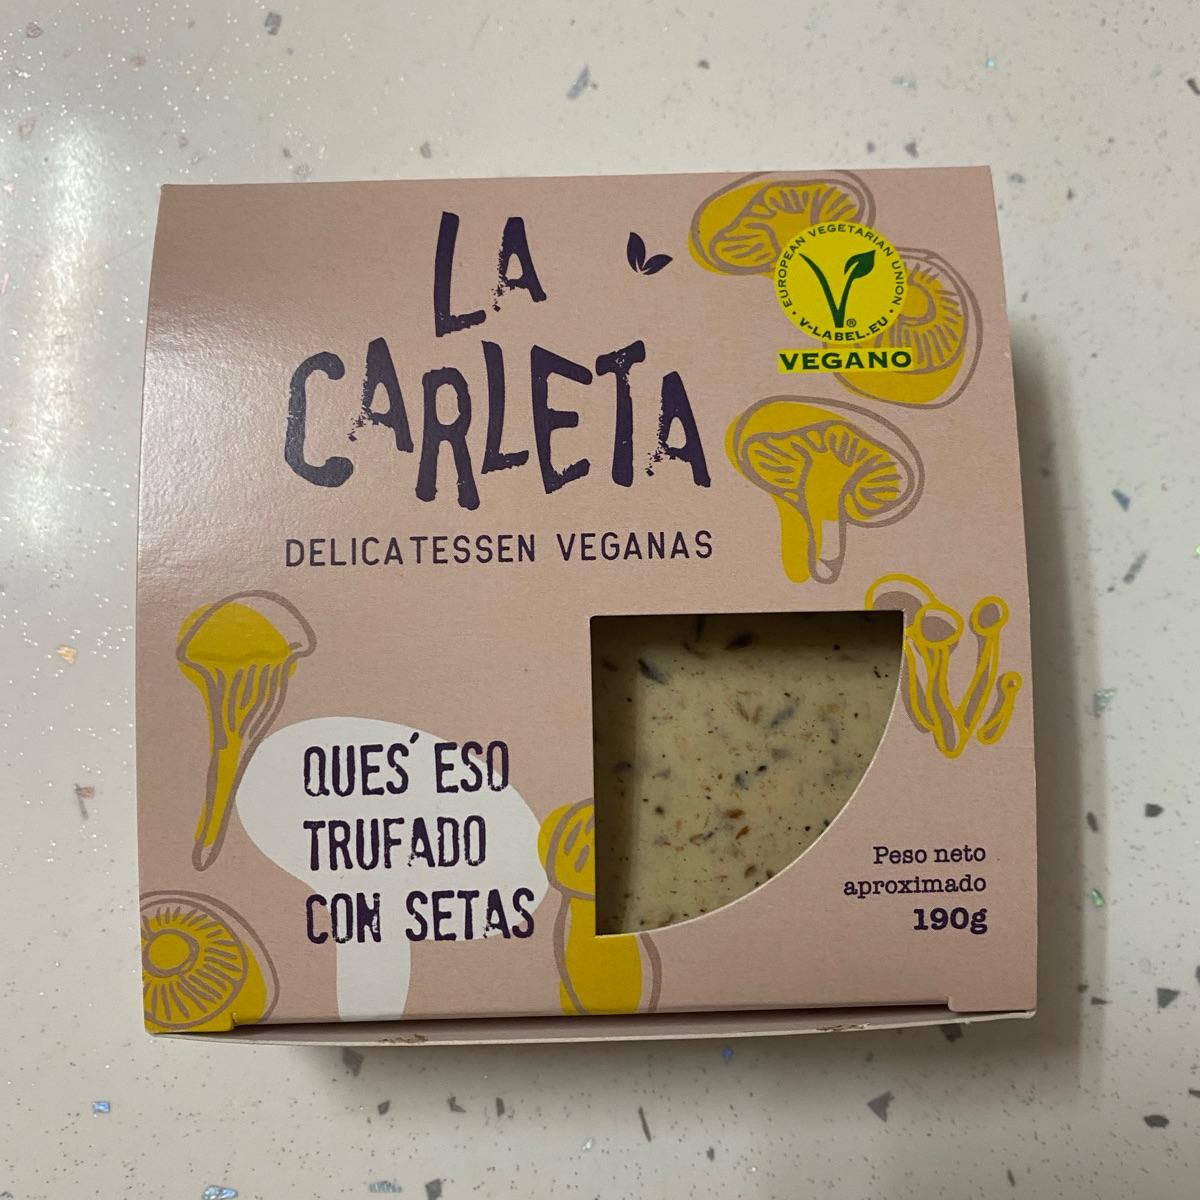 LA
CARLETA
DELICATESSEN VEGANAS
EUROPEAN VEGETARIAN UNION
V-LABEL.EU
®
VEGANO
QUES´ESO
TRUFADO
CON SETAS
Peso neto
aproximado
190g